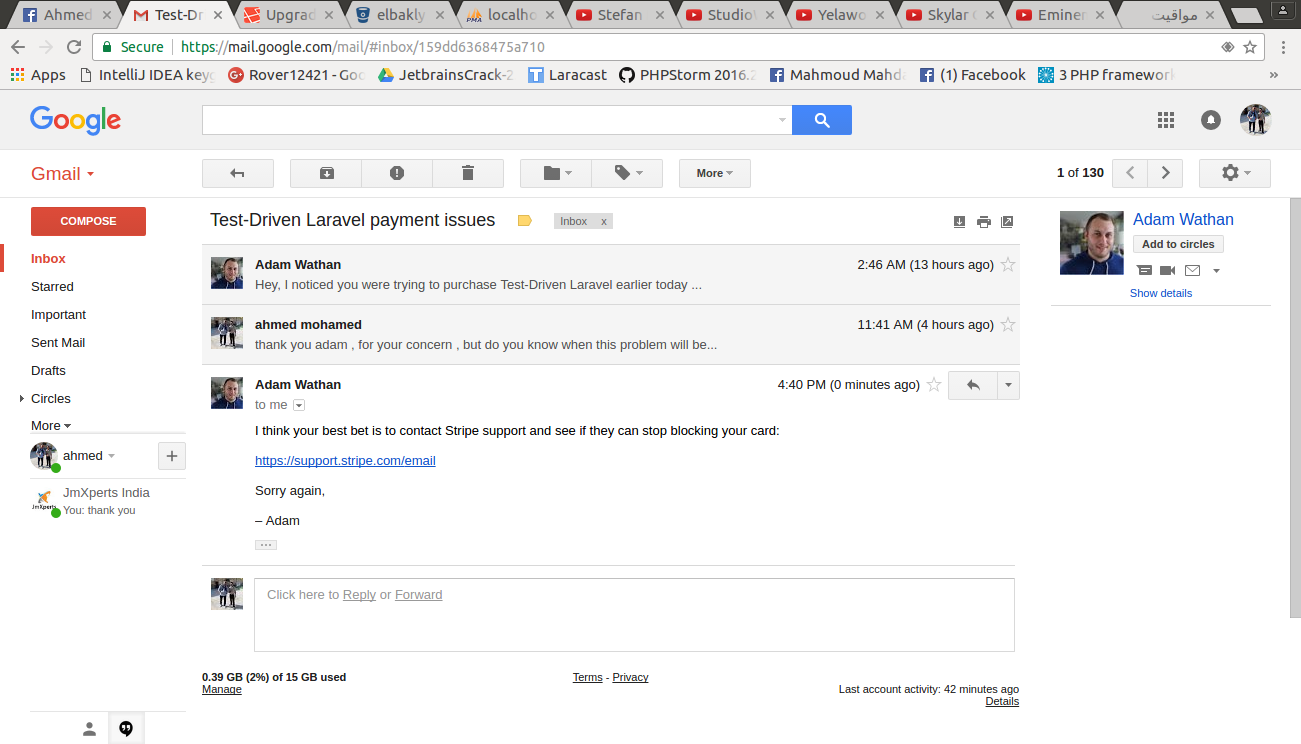 Ahmed
Test-Dr
Upgrad
elbakly
localho
Stefan
Studio
Yelawo
Skylar
Eminer
مواقيت
Secure
https://mail.google.com/mail/#inbox/159dd6368475a710
Apps
IntelliJ IDEA key
Rover12421 - Goo
JetbrainsCrack-2
Laracast
PHPStorm 2016.2
Mahmoud Mahda
(1) Facebook
3 PHP framework
»
Google
Gmail
More
1 of 130
COMPOSE
Inbox
Starred
Important
Sent Mail
Drafts
Circles
More
ahmed
JmXperts India
JmXperts
You: thank you
Test-Driven Laravel payment issues
Inbox x
Adam Wathan
2:46 AM (13 hours ago)
Hey, I noticed you were trying to purchase Test-Driven Laravel earlier today ...
ahmed mohamed
11:41 AM (4 hours ago)
thank you adam , for your concern , but do you know when this problem will be...
Adam Wathan
4:40 PM (0 minutes ago)
to me
I think your best bet is to contact Stripe support and see if they can stop blocking your card:
https://support.stripe.com/email
Sorry again,
– Adam
Click here to Reply or Forward
0.39 GB (2%) of 15 GB used
Manage
Terms - Privacy
Last account activity: 42 minutes ago
Details
Adam Wathan
Add to circles
Show details